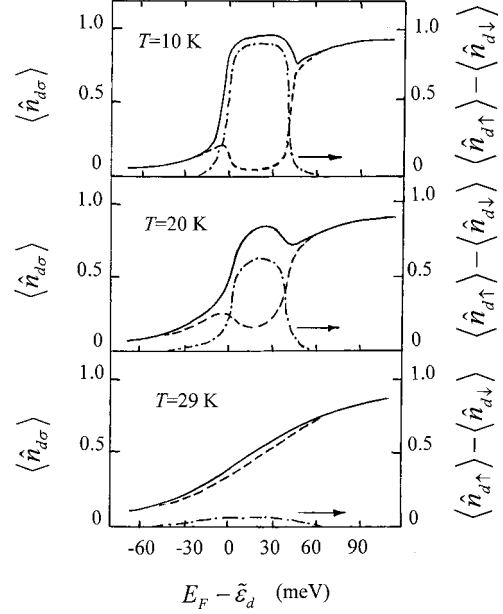 T=10 K
1.0
0.5
0
⟨n̂d↑⟩ − ⟨n̂d↓⟩
⟨n̂dσ⟩
1.0
0.5
0
T=20 K
1.0
0.5
0
⟨n̂d↑⟩ − ⟨n̂d↓⟩
⟨n̂dσ⟩
1.0
0.5
0
T=29 K
1.0
0.5
0
⟨n̂d↑⟩ − ⟨n̂d↓⟩
⟨n̂dσ⟩
1.0
0.5
0
-60 -30 0 30 60 90
E_F − ε̃_d (meV)